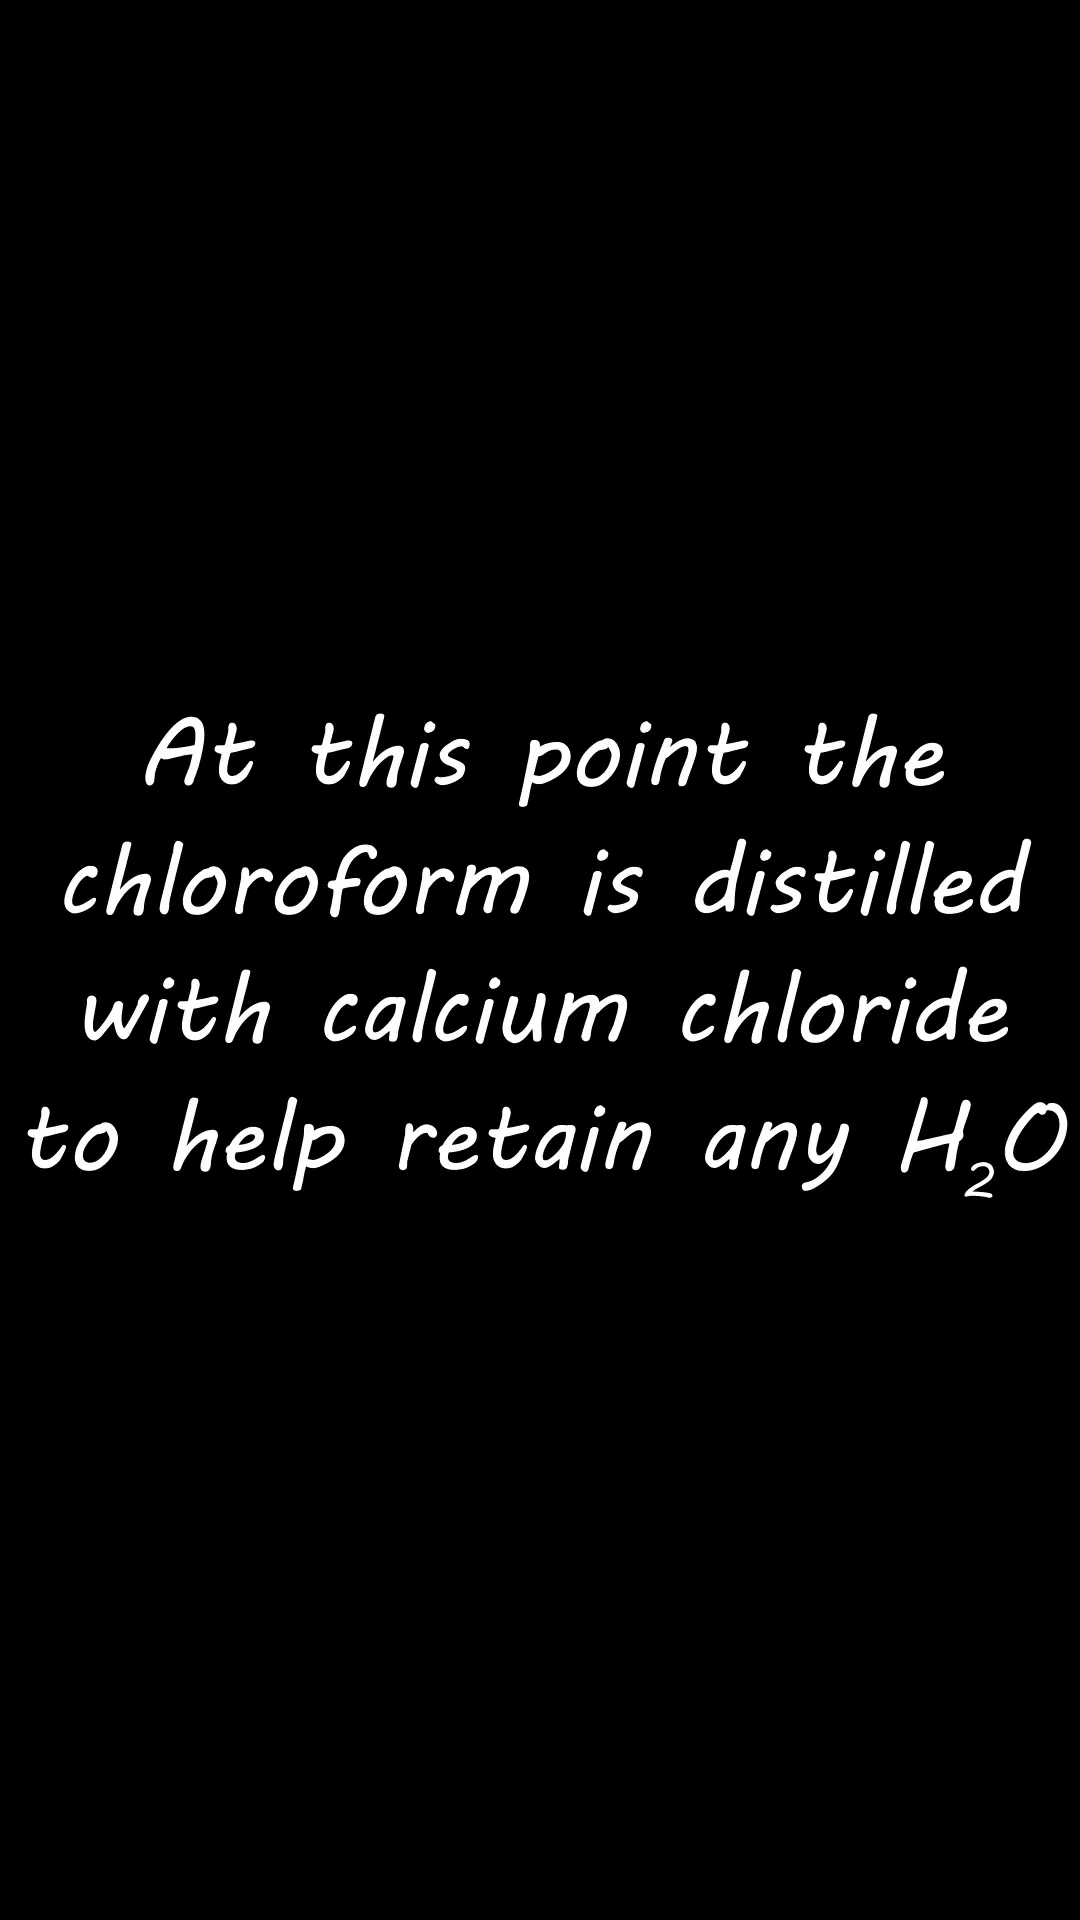 At this point the
chloroform is distilled
with calcium chloride
to help retain any H₂O